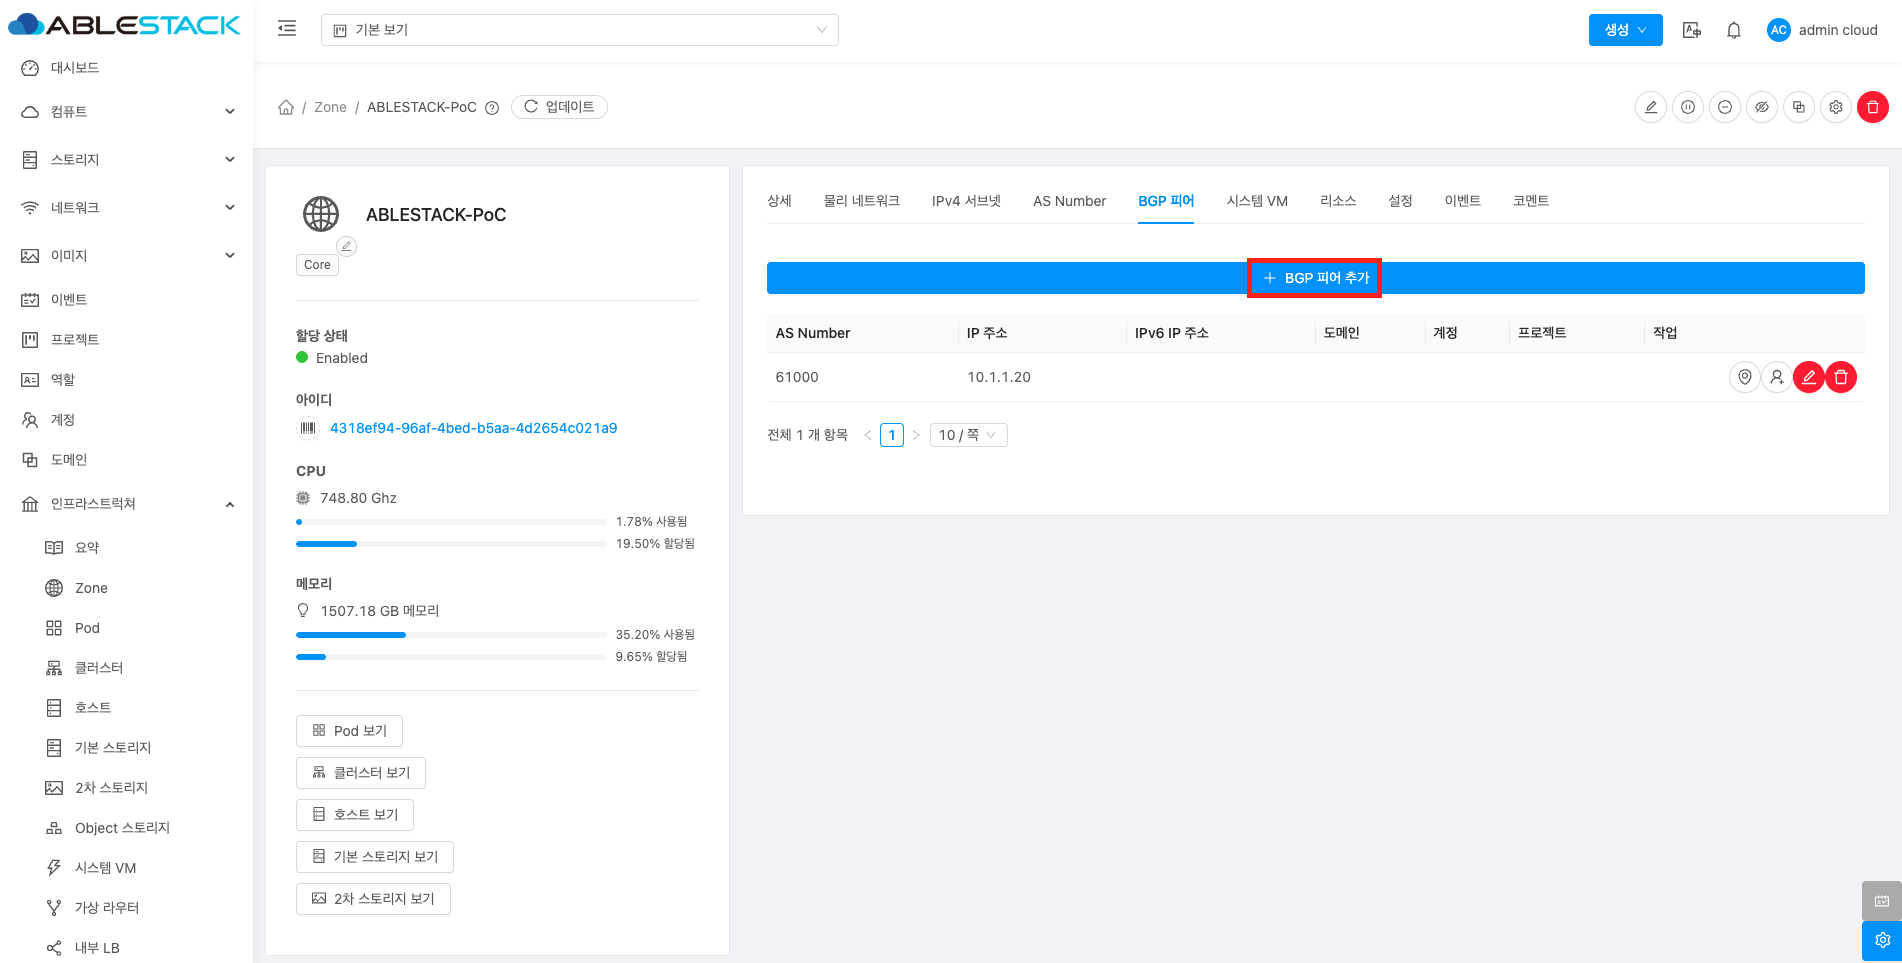 ABLESTACK
기본 보기
생성
AC
admin cloud
Zone / ABLESTACK-PoC
업데이트
대시보드
컴퓨트
스토리지
네트워크
이미지
이벤트
프로젝트
역할
계정
도메인
인프라스트럭쳐
요약
Zone
Pod
클러스터
호스트
기본 스토리지
2차 스토리지
Object 스토리지
시스템 VM
가상 라우터
내부 LB
ABLESTACK-PoC
Core
할당 상태
Enabled
아이디
4318ef94-96af-4bed-b5aa-4d2654c021a9
CPU
748.80 Ghz
1.78% 사용됨
19.50% 할당됨
메모리
1507.18 GB 메모리
35.20% 사용됨
9.65% 할당됨
Pod 보기
클러스터 보기
호스트 보기
기본 스토리지 보기
2차 스토리지 보기
상세 물리 네트워크 IPv4 서브넷 AS Number BGP 피어 시스템 VM 리소스 설정 이벤트 코멘트
+ BGP 피어 추가
AS Number IP 주소 IPv6 IP 주소 도메인 계정 프로젝트 작업
61000 10.1.1.20
전체 1 개 항목 < 1 > 10 / 쪽